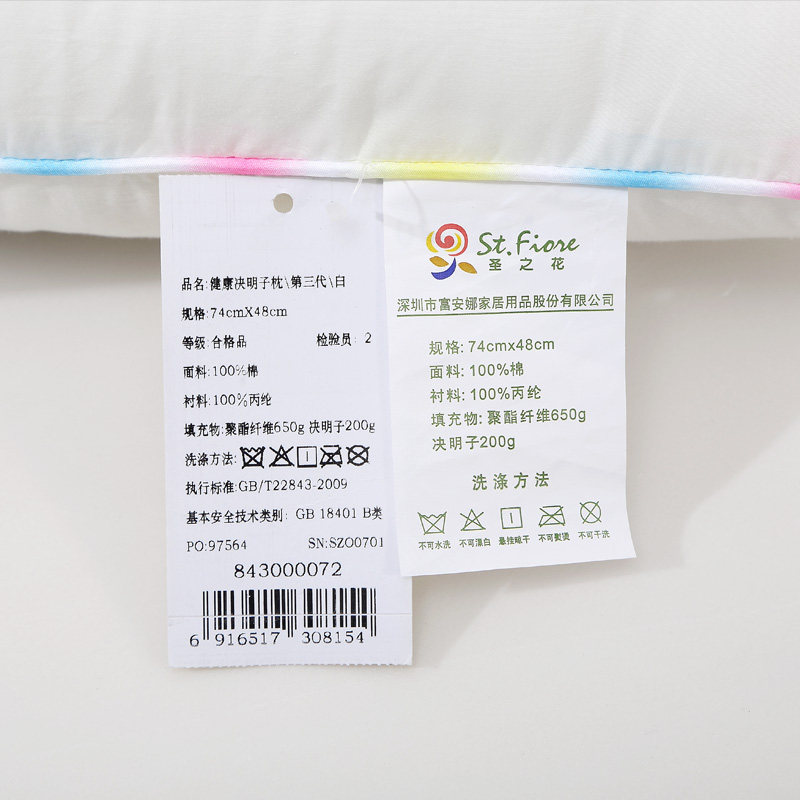 品名:健康决明子枕\第三代\白
规格:74cmX48cm
等级:合格品 检验员: 2
面料:100%棉
衬料:100%丙纶
填充物:聚酯纤维650g 决明子200g
洗涤方法:
执行标准:GB/T22843-2009
基本安全技术类别: GB 18401 B类
PO:97564 SN:SZO0701
843000072
6 916517 308154
St.Fiore
圣之花
深圳市富安娜家居用品股份有限公司
规格: 74cmx48cm
面料: 100%棉
衬料: 100%丙纶
填充物: 聚酯纤维650g
决明子200g
洗涤方法
不可水洗 不可漂白 悬挂晾干 不可熨烫 不可干洗